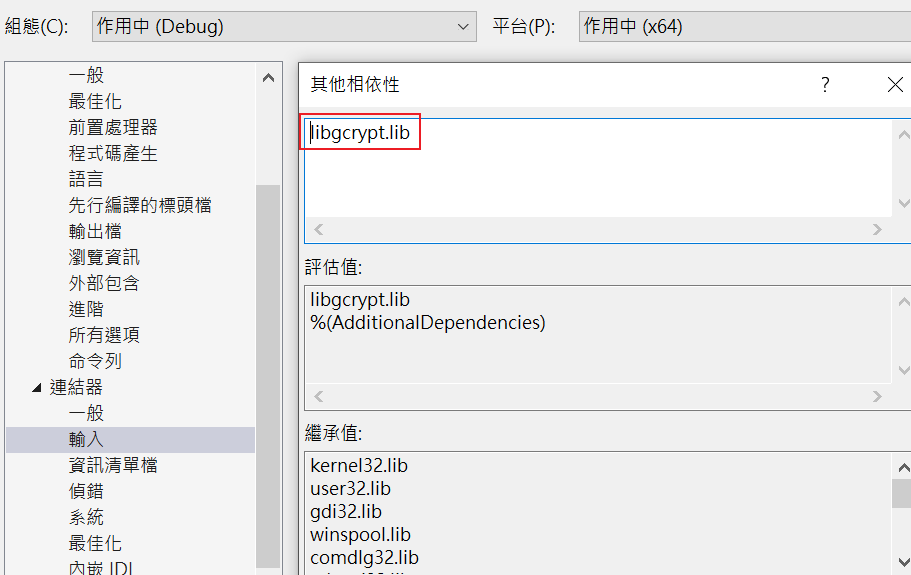 組態(C):
作用中 (Debug)
平台(P):
作用中 (x64)
一般
最佳化
前置處理器
程式碼產生
語言
先行編譯的標頭檔
輸出檔
瀏覽資訊
外部包含
進階
所有選項
命令列
連結器
一般
輸入
資訊清單檔
偵錯
系統
最佳化
內嵌 IDL
其他相依性
?
libgcrypt.lib
評估值:
libgcrypt.lib
%(AdditionalDependencies)
繼承值:
kernel32.lib
user32.lib
gdi32.lib
winspool.lib
comdlg32.lib